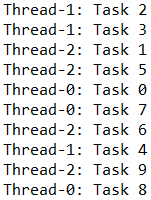 Thread-1: Task 2
Thread-1: Task 3
Thread-2: Task 1
Thread-2: Task 5
Thread-0: Task 0
Thread-0: Task 7
Thread-2: Task 6
Thread-1: Task 4
Thread-2: Task 9
Thread-0: Task 8